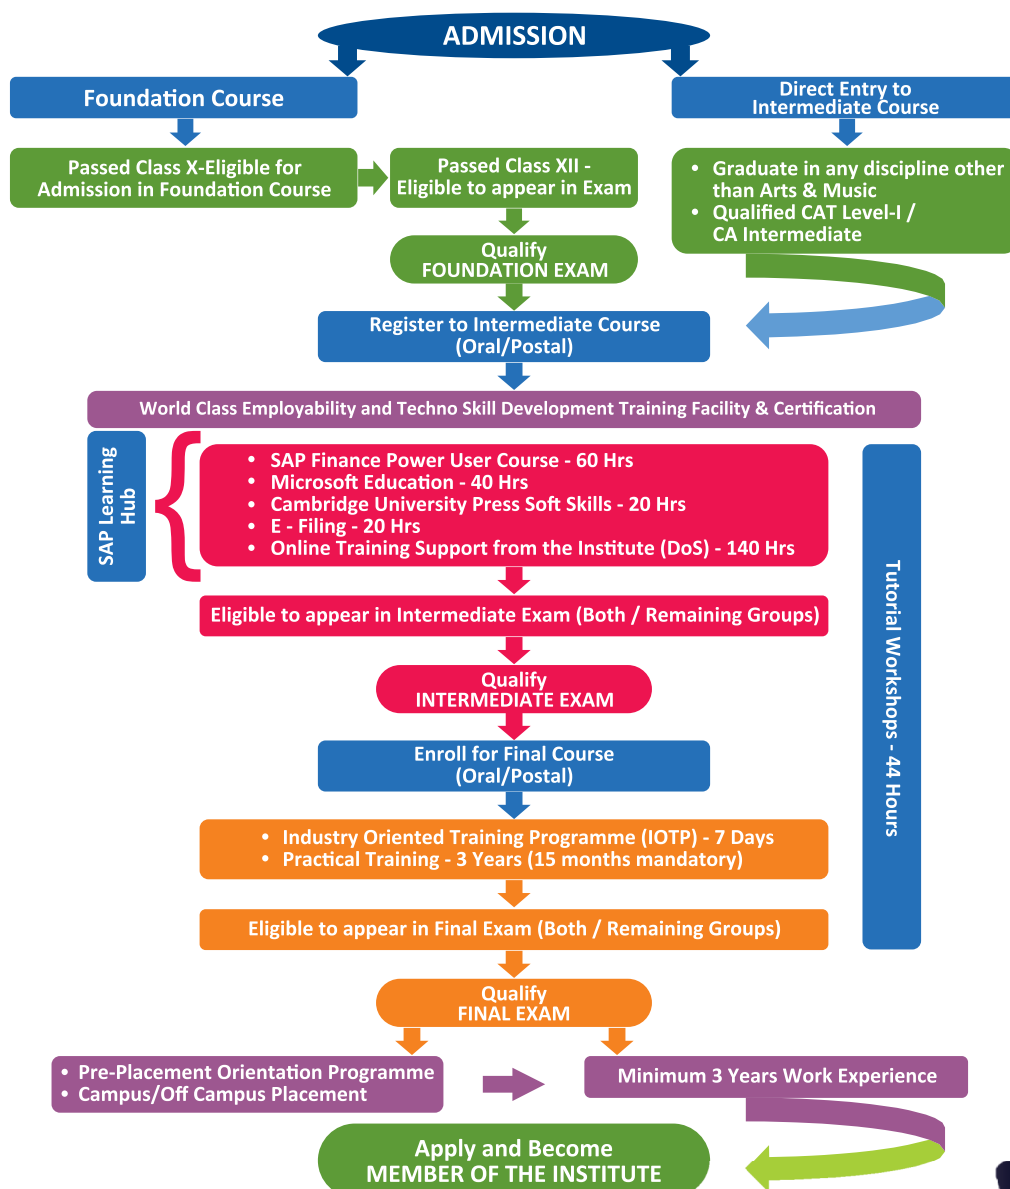 ADMISSION
Foundation Course
Direct Entry to
Intermediate Course
Passed Class X-Eligible for
Admission in Foundation Course
Passed Class XII -
Eligible to appear in Exam
• Graduate in any discipline other
than Arts & Music
• Qualified CAT Level-I /
CA Intermediate
Qualify
FOUNDATION EXAM
Register to Intermediate Course
(Oral/Postal)
World Class Employability and Techno Skill Development Training Facility & Certification
SAP Learning
Hub
• SAP Finance Power User Course - 60 Hrs
• Microsoft Education - 40 Hrs
• Cambridge University Press Soft Skills - 20 Hrs
• E - Filing - 20 Hrs
• Online Training Support from the Institute (DoS) - 140 Hrs
Tutorial Workshops - 44 Hours
Eligible to appear in Intermediate Exam (Both / Remaining Groups)
Qualify
INTERMEDIATE EXAM
Enroll for Final Course
(Oral/Postal)
• Industry Oriented Training Programme (IOTP) - 7 Days
• Practical Training - 3 Years (15 months mandatory)
Eligible to appear in Final Exam (Both / Remaining Groups)
Qualify
FINAL EXAM
• Pre-Placement Orientation Programme
• Campus/Off Campus Placement
Minimum 3 Years Work Experience
Apply and Become
MEMBER OF THE INSTITUTE